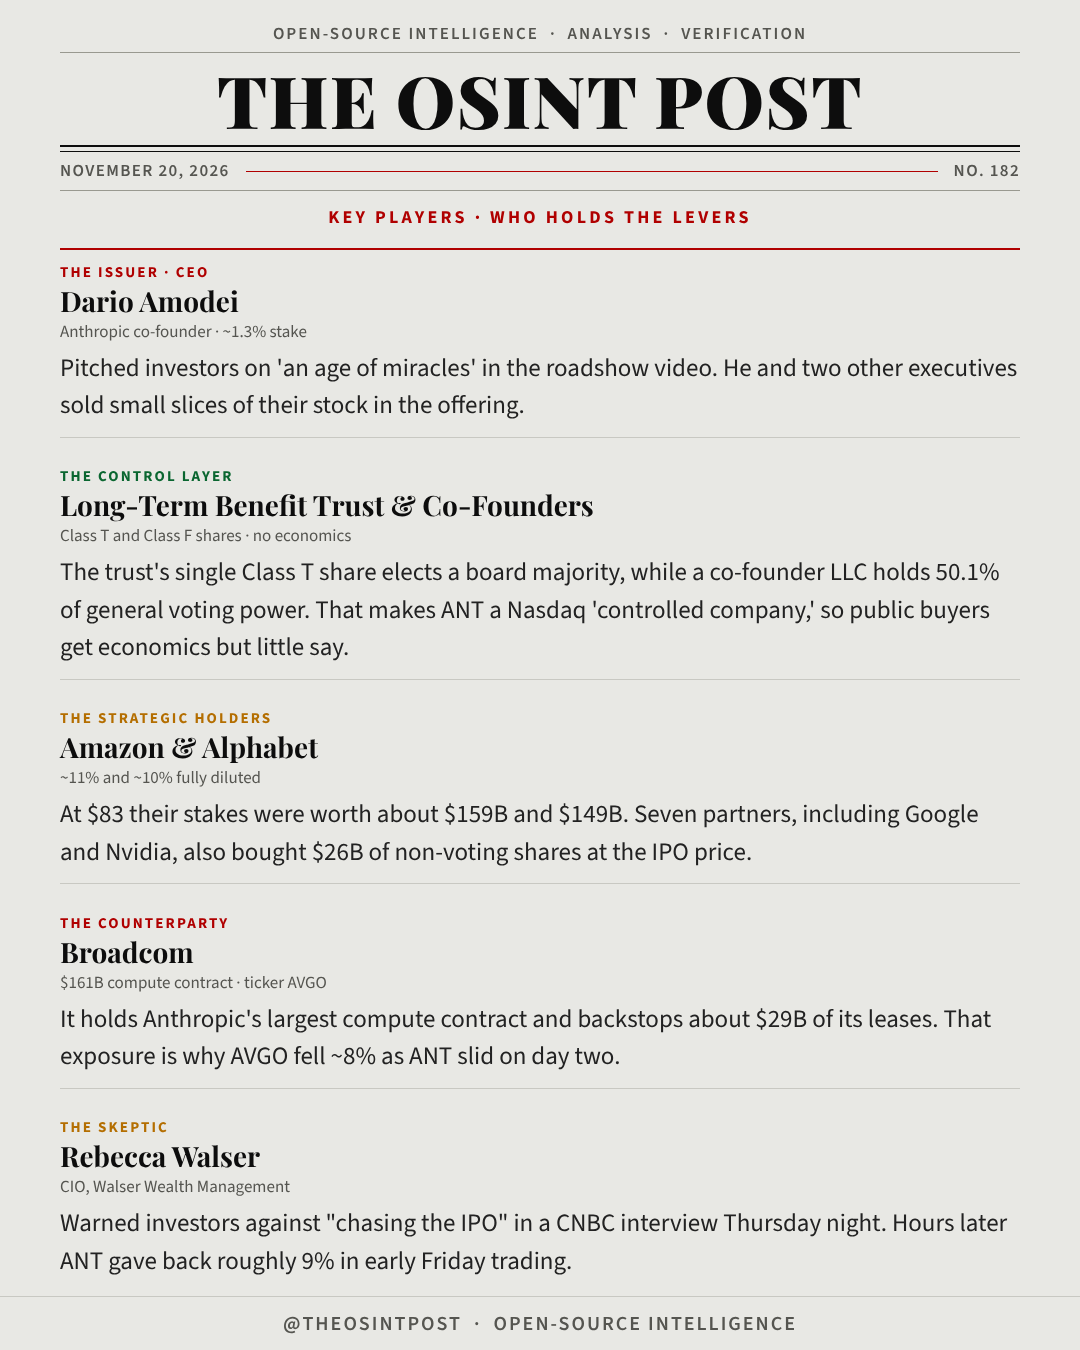 OPEN-SOURCE INTELLIGENCE · ANALYSIS · VERIFICATION
THE OSINT POST
NOVEMBER 20, 2026
NO. 182
KEY PLAYERS · WHO HOLDS THE LEVERS
THE ISSUER · CEO
Dario Amodei
Anthropic co-founder · ~1.3% stake
Pitched investors on 'an age of miracles' in the roadshow video. He and two other executives
sold small slices of their stock in the offering.
THE CONTROL LAYER
Long-Term Benefit Trust & Co-Founders
Class T and Class F shares · no economics
The trust's single Class T share elects a board majority, while a co-founder LLC holds 50.1%
of general voting power. That makes ANT a Nasdaq 'controlled company,' so public buyers
get economics but little say.
THE STRATEGIC HOLDERS
Amazon & Alphabet
~11% and ~10% fully diluted
At $83 their stakes were worth about $159B and $149B. Seven partners, including Google
and Nvidia, also bought $26B of non-voting shares at the IPO price.
THE COUNTERPARTY
Broadcom
$161B compute contract · ticker AVGO
It holds Anthropic's largest compute contract and backstops about $29B of its leases. That
exposure is why AVGO fell ~8% as ANT slid on day two.
THE SKEPTIC
Rebecca Walser
CIO, Walser Wealth Management
Warned investors against "chasing the IPO" in a CNBC interview Thursday night. Hours later
ANT gave back roughly 9% in early Friday trading.
@THEOSINTPOST · OPEN-SOURCE INTELLIGENCE